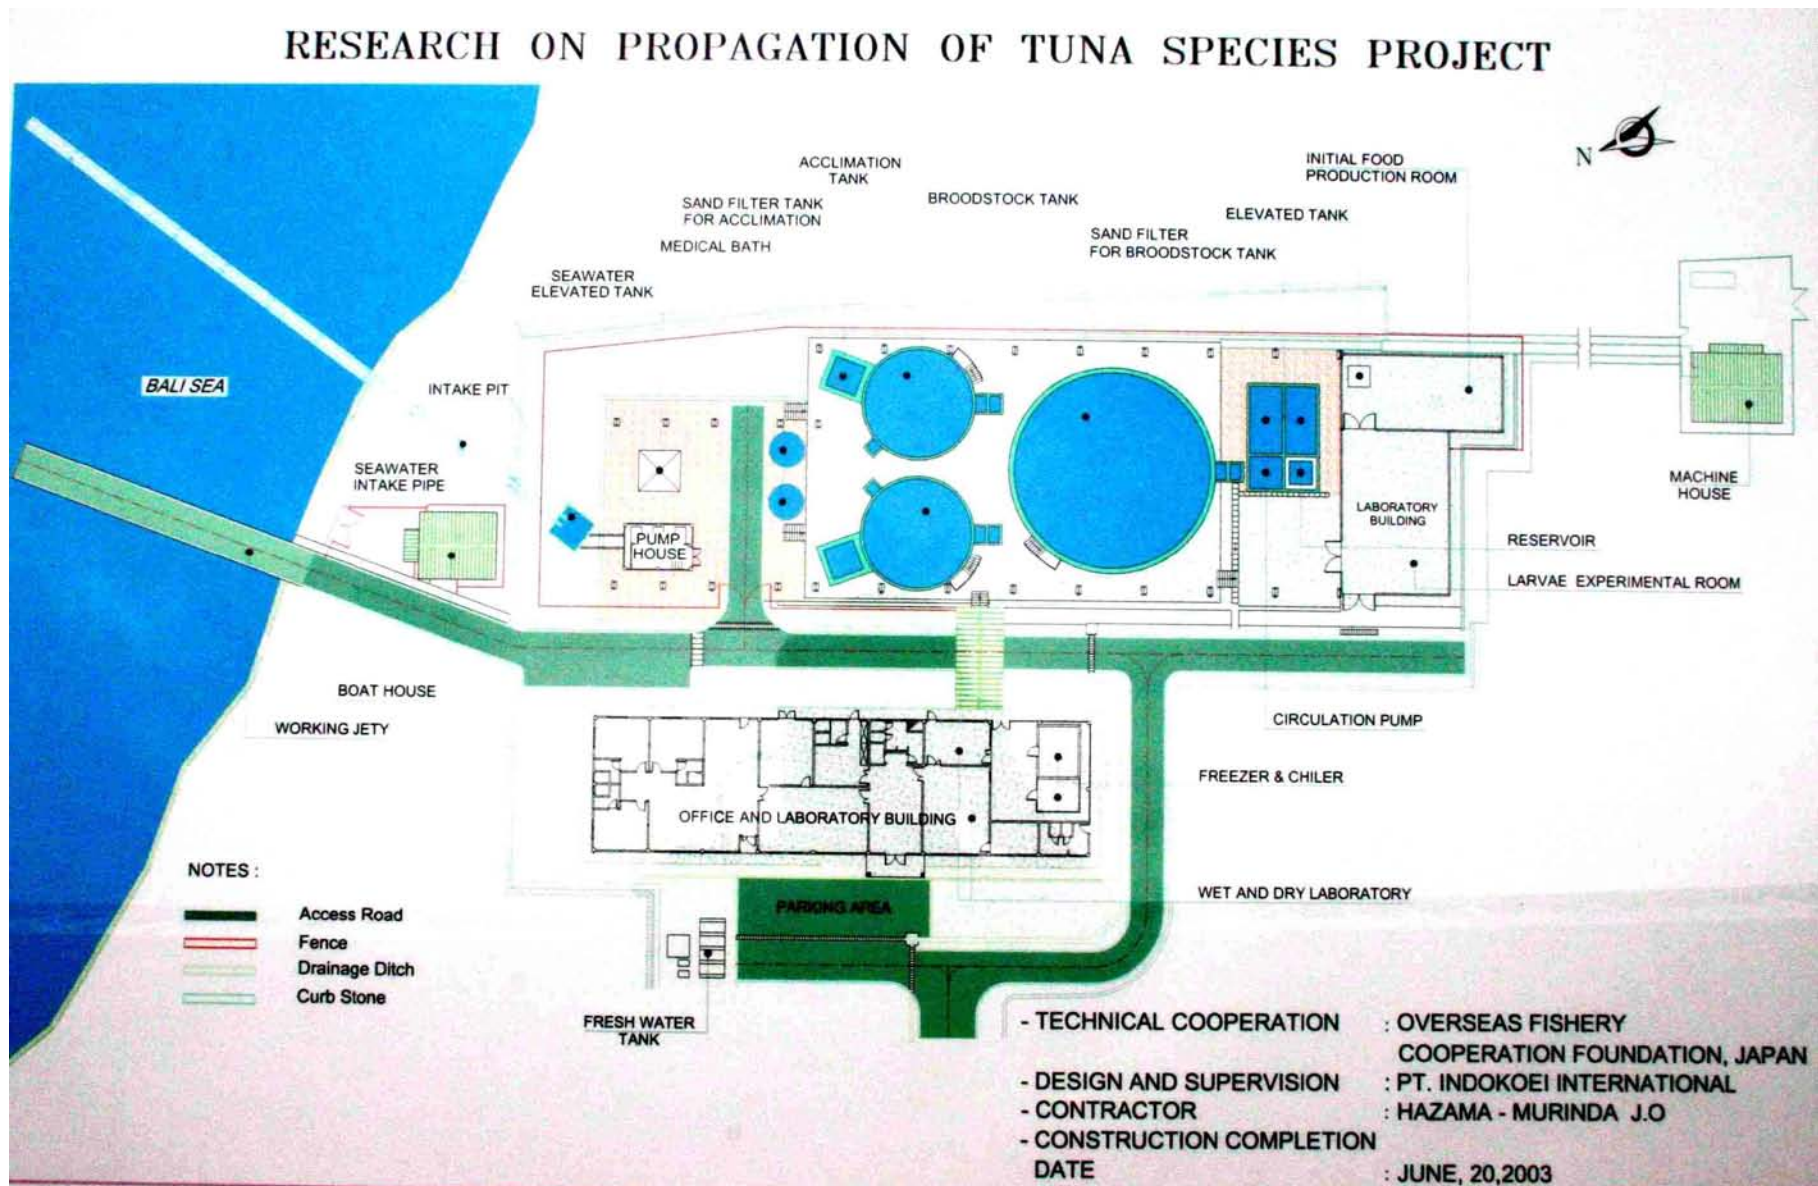 RESEARCH ON PROPAGATION OF TUNA SPECIES PROJECT
N
ACCLIMATION
TANK
INITIAL FOOD
PRODUCTION ROOM
SAND FILTER TANK
FOR ACCLIMATION
BROODSTOCK TANK
ELEVATED TANK
MEDICAL BATH
SAND FILTER
FOR BROODSTOCK TANK
SEAWATER
ELEVATED TANK
BALI SEA
INTAKE PIT
SEAWATER
INTAKE PIPE
PUMP
HOUSE
MACHINE
HOUSE
LABORATORY
BUILDING
RESERVOIR
LARVAE EXPERIMENTAL ROOM
BOAT HOUSE
WORKING JETY
CIRCULATION PUMP
FREEZER & CHILER
OFFICE AND LABORATORY BUILDING
WET AND DRY LABORATORY
PARKING AREA
NOTES :
Access Road
Fence
Drainage Ditch
Curb Stone
FRESH WATER
TANK
- TECHNICAL COOPERATION : OVERSEAS FISHERY
COOPERATION FOUNDATION, JAPAN
- DESIGN AND SUPERVISION : PT. INDOKOEI INTERNATIONAL
- CONTRACTOR : HAZAMA - MURINDA J.O
- CONSTRUCTION COMPLETION
DATE : JUNE, 20,2003